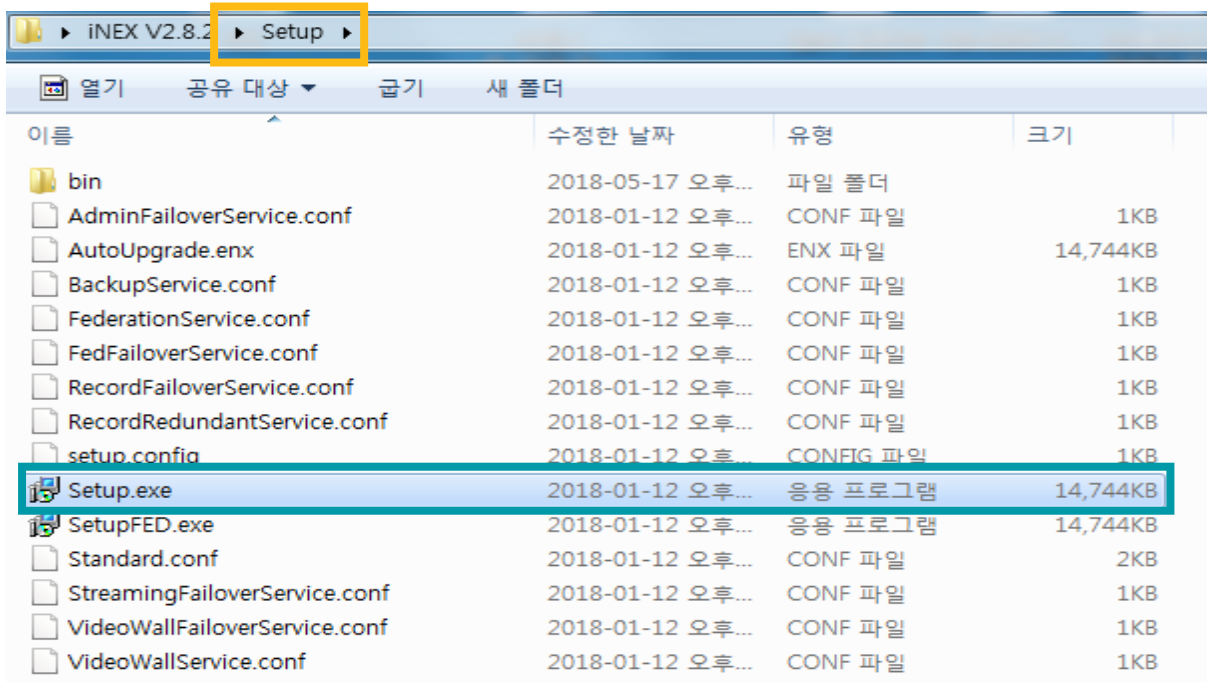 iNEX V2.8.2 ▸ Setup ▸
열기 공유 대상 굽기 새 폴더
이름 수정한 날짜 유형 크기
bin 2018-05-17 오후... 파일 폴더
AdminFailoverService.conf 2018-01-12 오후... CONF 파일 1KB
AutoUpgrade.enx 2018-01-12 오후... ENX 파일 14,744KB
BackupService.conf 2018-01-12 오후... CONF 파일 1KB
FederationService.conf 2018-01-12 오후... CONF 파일 1KB
FedFailoverService.conf 2018-01-12 오후... CONF 파일 1KB
RecordFailoverService.conf 2018-01-12 오후... CONF 파일 1KB
RecordRedundantService.conf 2018-01-12 오후... CONF 파일 1KB
setup.config 2018-01-12 오후... CONFIG 파일 1KB
Setup.exe 2018-01-12 오후... 응용 프로그램 14,744KB
SetupFED.exe 2018-01-12 오후... 응용 프로그램 14,744KB
Standard.conf 2018-01-12 오후... CONF 파일 2KB
StreamingFailoverService.conf 2018-01-12 오후... CONF 파일 1KB
VideoWallFailoverService.conf 2018-01-12 오후... CONF 파일 1KB
VideoWallService.conf 2018-01-12 오후... CONF 파일 1KB